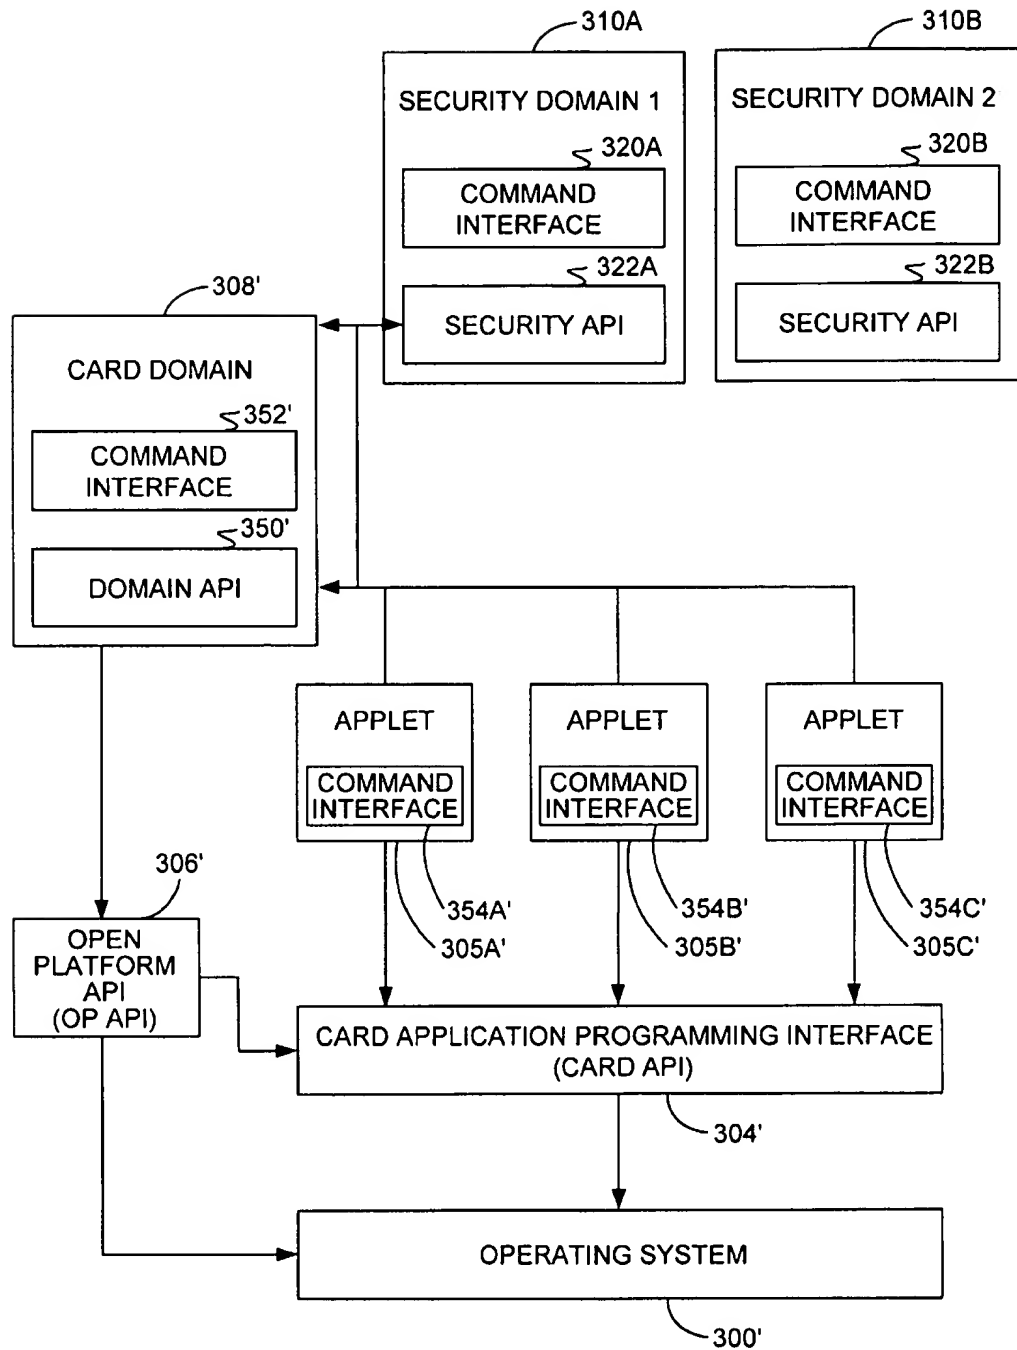 310A
310B
SECURITY DOMAIN 1
SECURITY DOMAIN 2
320A
320B
COMMAND
INTERFACE
COMMAND
INTERFACE
322A
322B
SECURITY API
SECURITY API
308'
CARD DOMAIN
352'
COMMAND
INTERFACE
350'
DOMAIN API
APPLET
APPLET
APPLET
COMMAND
INTERFACE
COMMAND
INTERFACE
COMMAND
INTERFACE
354A'
305A'
354B'
305B'
354C'
305C'
306'
OPEN
PLATFORM
API
(OP API)
CARD APPLICATION PROGRAMMING INTERFACE
(CARD API)
304'
OPERATING SYSTEM
300'